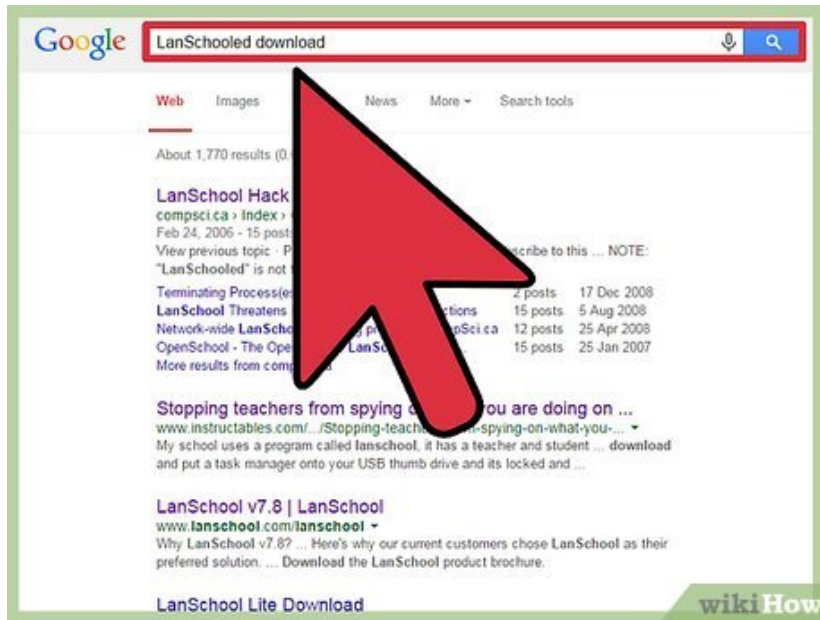 Google LanSchooled download
Web Images News More Search tools
About 1,770 results (0.
LanSchool Hack
compsci.ca › Index ›
Feb 24, 2006 - 15 posts
View previous topic · P scribe to this ... NOTE:
"LanSchooled" is not
Terminating Process(es 2 posts 17 Dec 2008
LanSchool Threatens ctions 15 posts 5 Aug 2008
Network-wide LanScho pSci.ca 12 posts 25 Apr 2008
OpenSchool - The Ope LanSc 15 posts 25 Jan 2007
More results from comp
Stopping teachers from spying you are doing on ...
www.instructables.com/.../Stopping-teach -spying-on-what-you-...
My school uses a program called lanschool, it has a teacher and student ... download
and put a task manager onto your USB thumb drive and its locked and ...
LanSchool v7.8 | LanSchool
www.lanschool.com/lanschool
Why LanSchool v7.8? ... Here's why our current customers chose LanSchool as their
preferred solution. ... Download the LanSchool product brochure.
LanSchool Lite Download
wikiHow